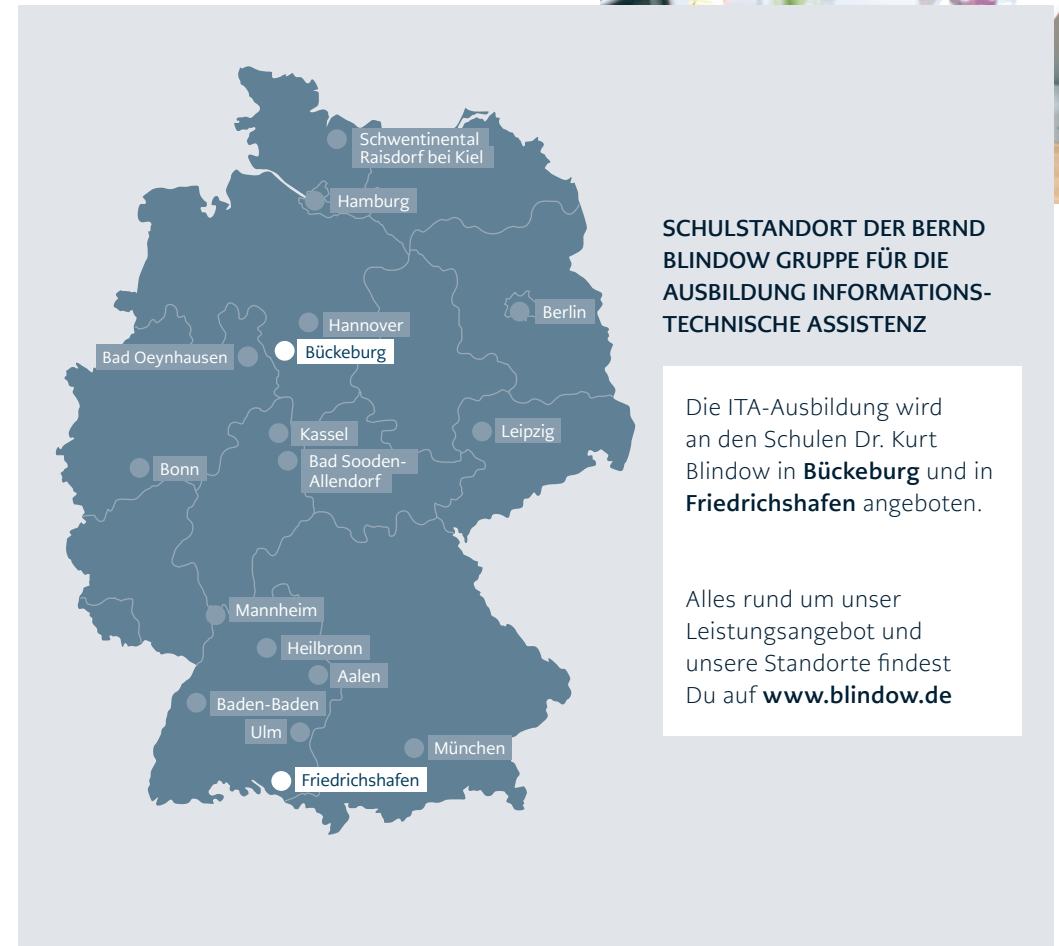 Schwentinental
Raisdorf bei Kiel
Hamburg
Berlin
Hannover
Bückeburg
Bad Oeynhausen
Kassel
Leipzig
Bad Sooden-
Allendorf
Bonn
Mannheim
Heilbronn
Aalen
Baden-Baden
Ulm
München
Friedrichshafen
SCHULSTANDORT DER BERND
BLINDOW GRUPPE FÜR DIE
AUSBILDUNG INFORMATIONS-
TECHNISCHE ASSISTENZ
Die ITA-Ausbildung wird
an den Schulen Dr. Kurt
Blindow in Bückeburg und in
Friedrichshafen angeboten.
Alles rund um unser
Leistungsangebot und
unsere Standorte findest
Du auf www.blindow.de